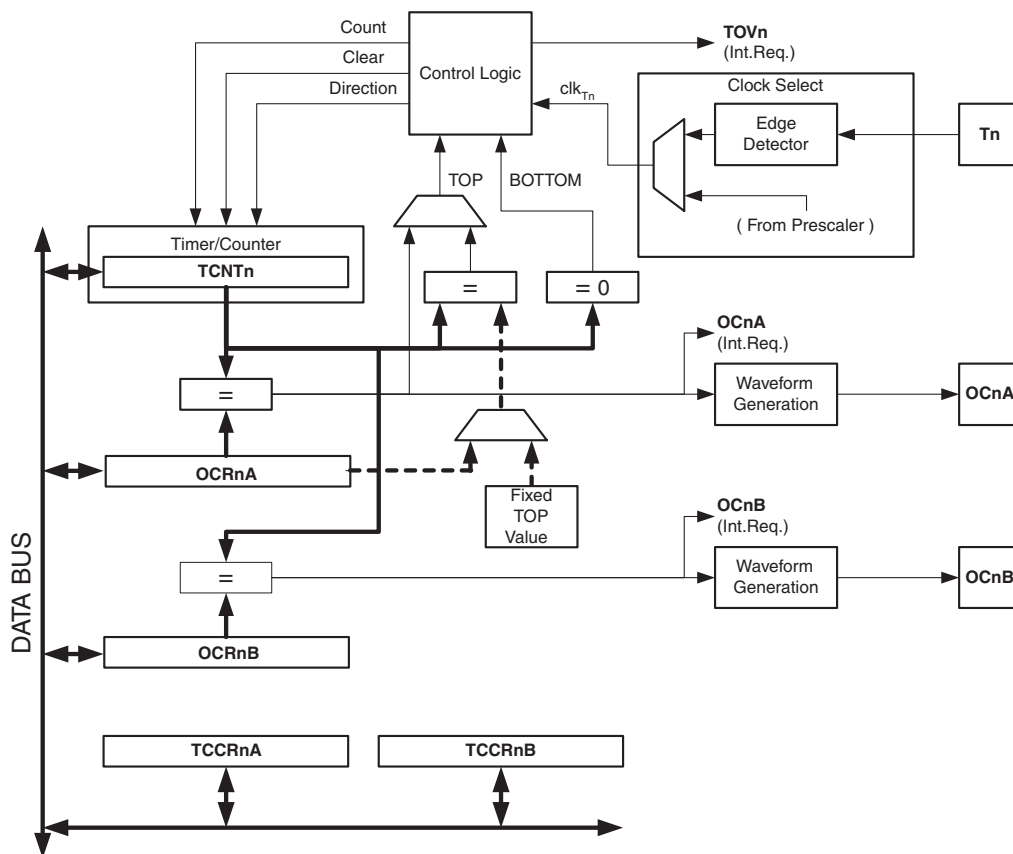 Count
Clear
Direction
Control Logic
TOVn
(Int.Req.)
clkTn
Clock Select
Edge
Detector
Tn
( From Prescaler )
TOP
BOTTOM
Timer/Counter
TCNTn
=
= 0
OCnA
(Int.Req.)
=
Waveform
Generation
OCnA
OCRnA
Fixed
TOP
Value
OCnB
(Int.Req.)
=
Waveform
Generation
OCnB
OCRnB
DATA BUS
TCCRnA
TCCRnB